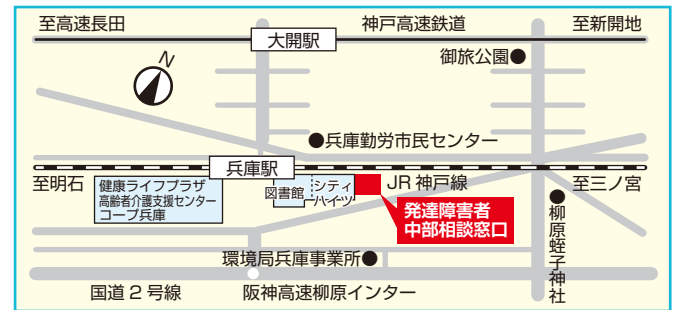 至高速長田
神戸高速鉄道
至新開地
大開駅
N
御旅公園●
●兵庫勤労市民センター
兵庫駅
至明石
JR神戸線
至三ノ宮
健康ライフプラザ
高齢者介護支援センター
コープ兵庫
図書館
シティ
ハイツ
発達障害者
中部相談窓口
●柳原蛭子神社
環境局兵庫事業所●
国道2号線
阪神高速柳原インター